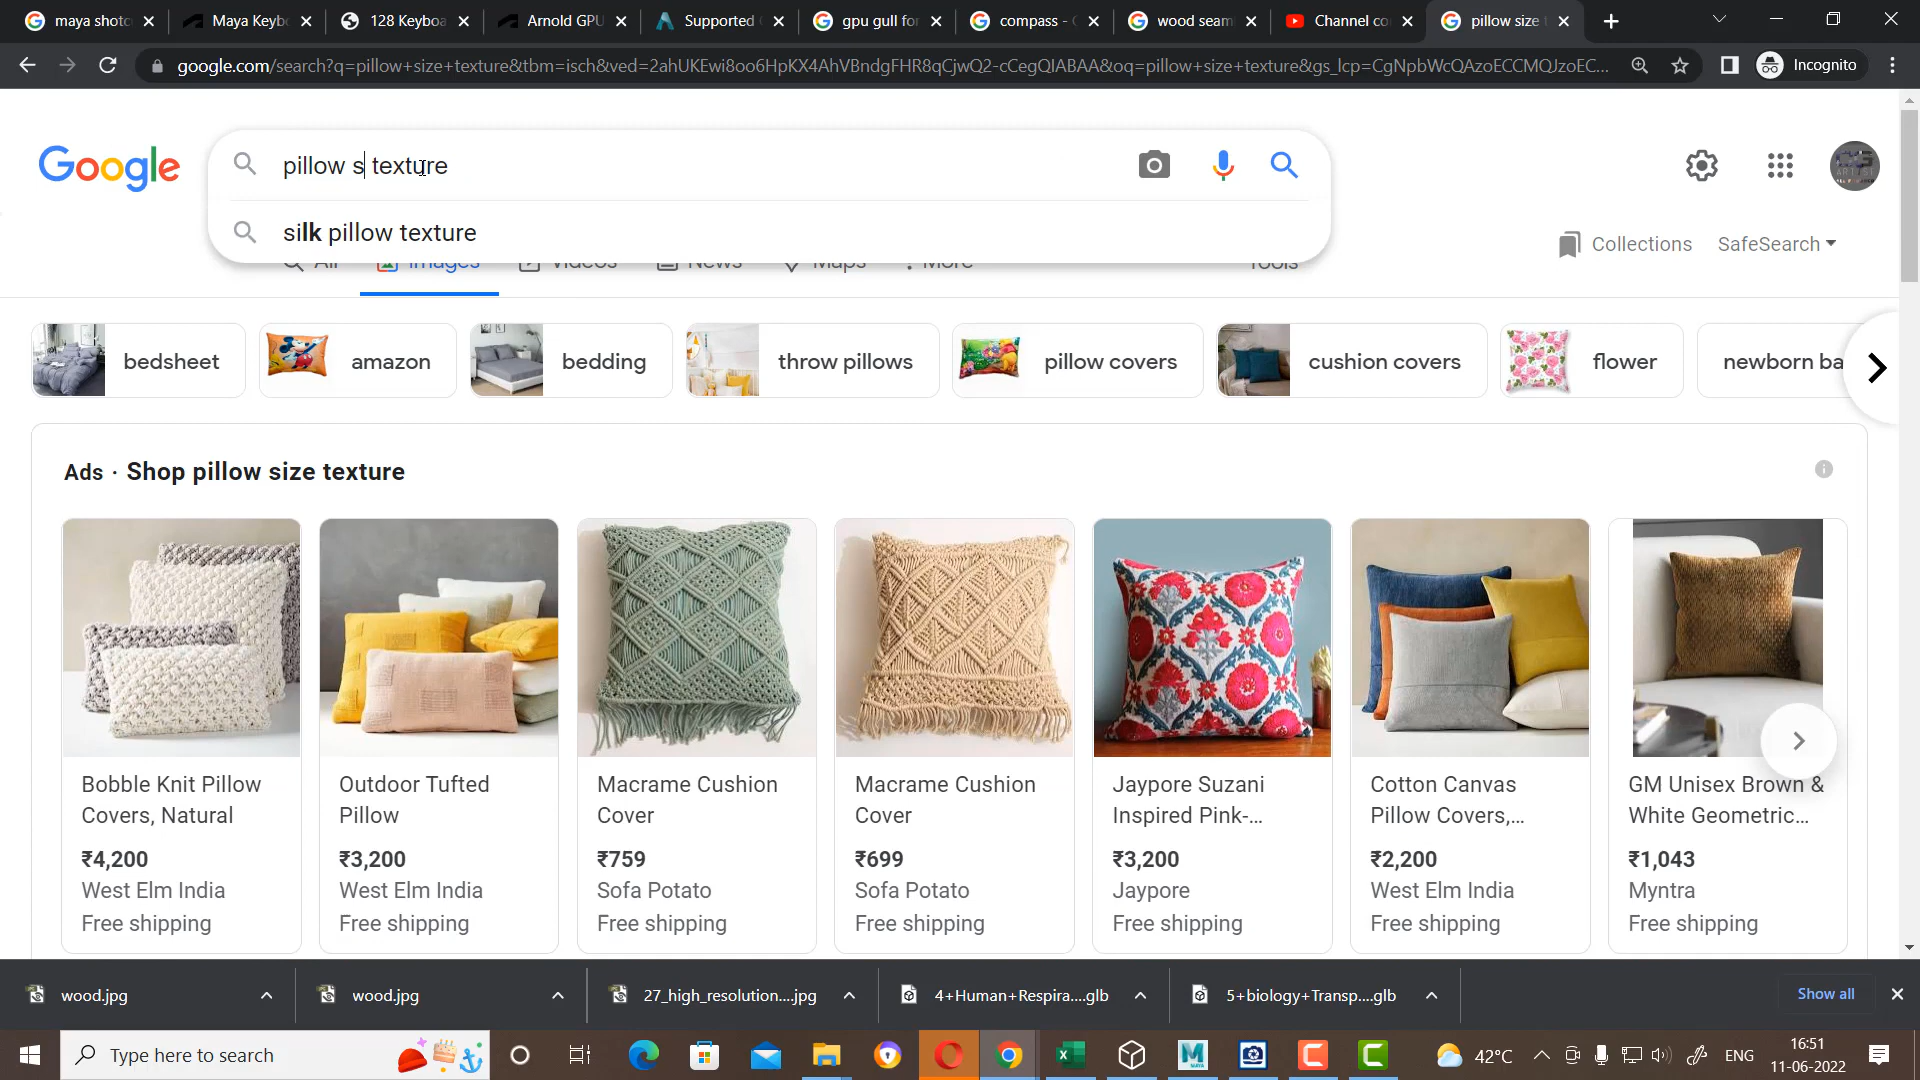 maya shotc
Maya Keyb
128 Keyboa
Arnold GPU
Supported
gpu gull for
compass -
wood seam
Channel co
pillow size
google.com/search?q=pillow+size+texture&tbm=isch&ved=2ahUKEwi8oo6HpKX4AhVBndgFHR8qCjwQ2-cCegQIABAA&oq=pillow+size+texture&gs_lcp=CgNpbWcQAzoECCMQJzoEC...
Incognito
Google
pillow s texture
silk pillow texture
All
Images
Videos
News
Maps
More
Tools
Collections
SafeSearch
bedsheet
amazon
bedding
throw pillows
pillow covers
cushion covers
flower
newborn ba
Ads · Shop pillow size texture
Bobble Knit Pillow
Covers, Natural
₹4,200
West Elm India
Free shipping
Outdoor Tufted
Pillow
₹3,200
West Elm India
Free shipping
Macrame Cushion
Cover
₹759
Sofa Potato
Free shipping
Macrame Cushion
Cover
₹699
Sofa Potato
Free shipping
Jaypore Suzani
Inspired Pink-...
₹3,200
Jaypore
Free shipping
Cotton Canvas
Pillow Covers,...
₹2,200
West Elm India
Free shipping
GM Unisex Brown &
White Geometric...
₹1,043
Myntra
Free shipping
wood.jpg
wood.jpg
27_high_resolution....jpg
4+Human+Respira....glb
5+biology+Transp....glb
Show all
Type here to search
42°C
ENG
16:51
11-06-2022